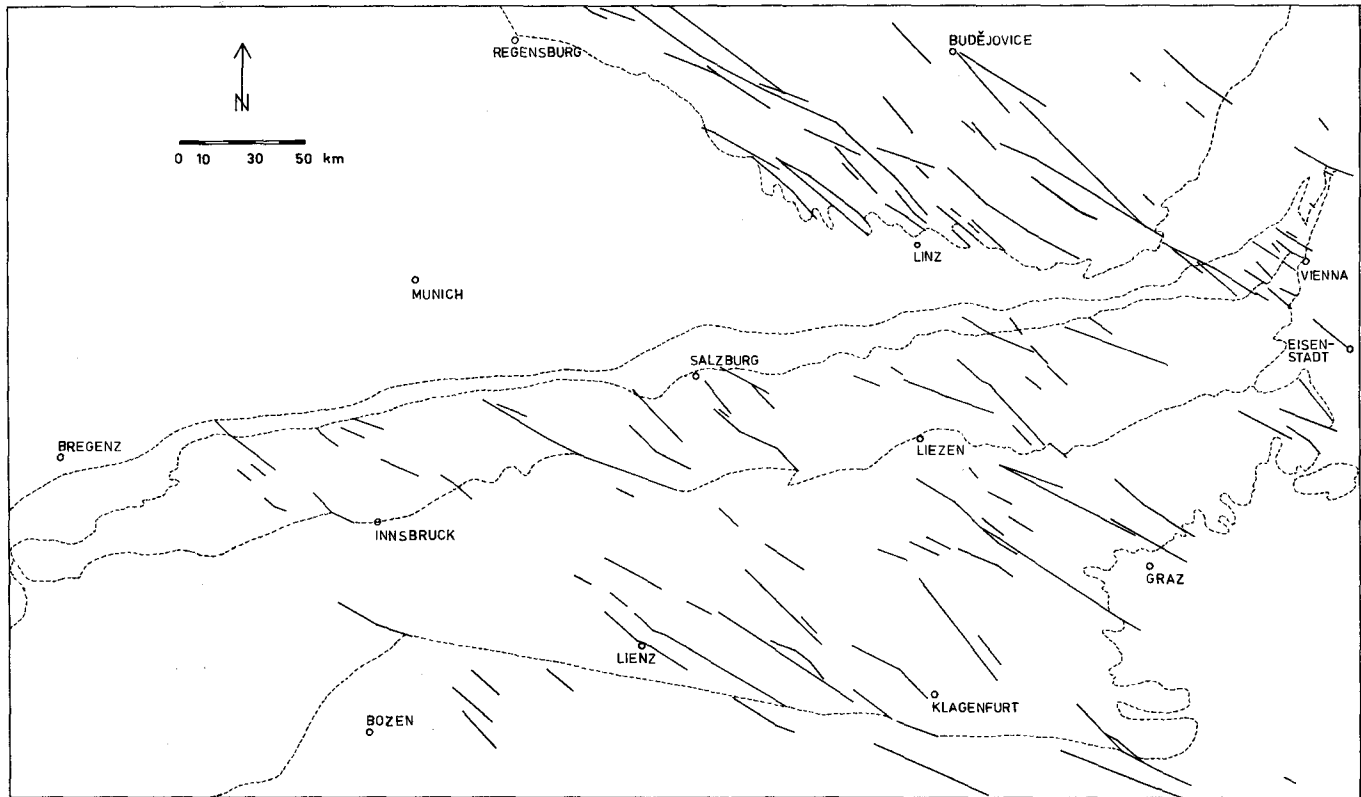 REGENSBURG
BUDĚJOVICE
N
0 10 30 50 km
LINZ
VIENNA
MUNICH
EISEN-
STADT
SALZBURG
BREGENZ
LIEZEN
INNSBRUCK
GRAZ
LIENZ
KLAGENFURT
BOZEN